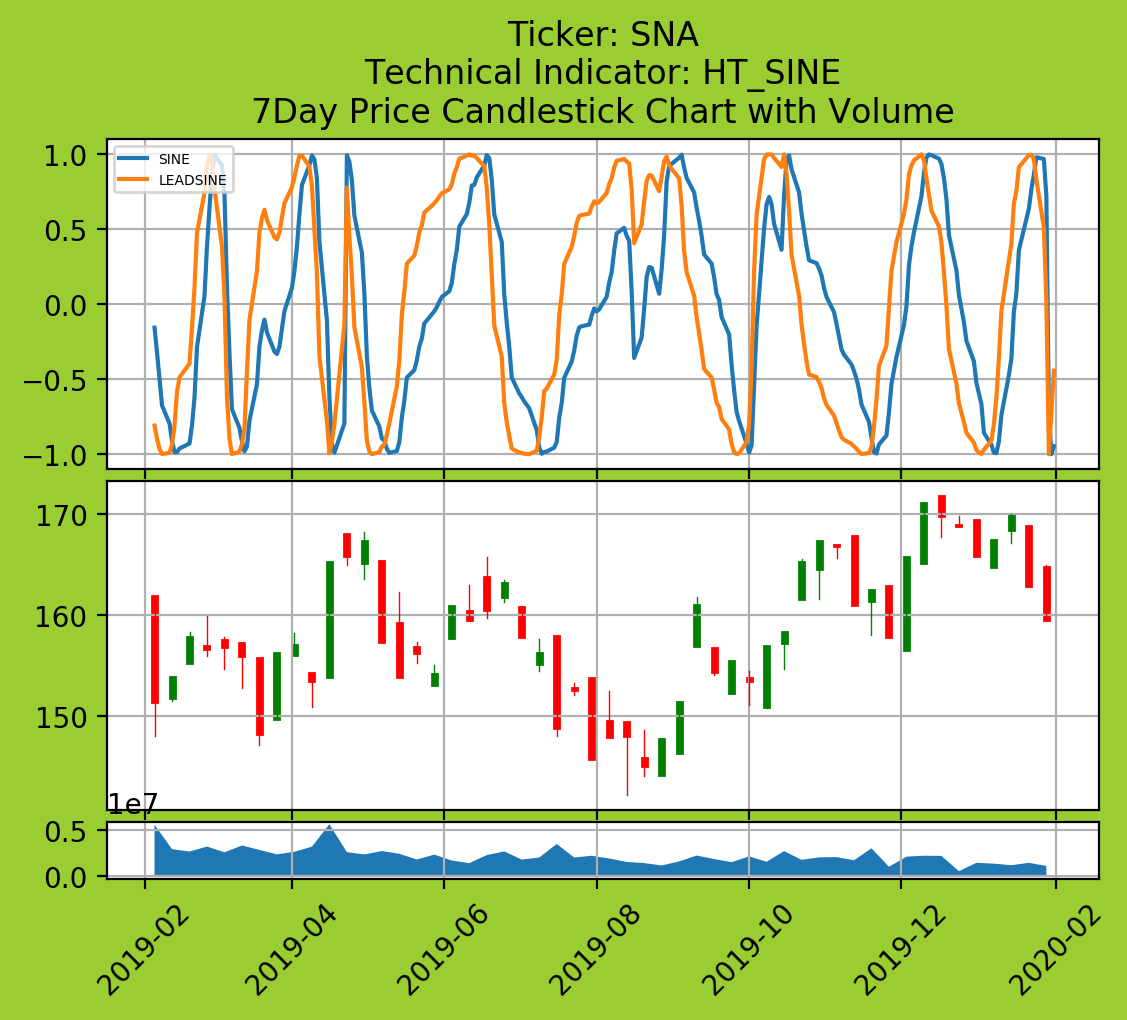 Ticker: SNA
Technical Indicator: HT_SINE
7Day Price Candlestick Chart with Volume
1.0
0.5
0.0
−0.5
−1.0
SINE
LEADSINE
170
160
150
1e7
0.5
0.0
2019-02
2019-04
2019-06
2019-08
2019-10
2019-12
2020-02